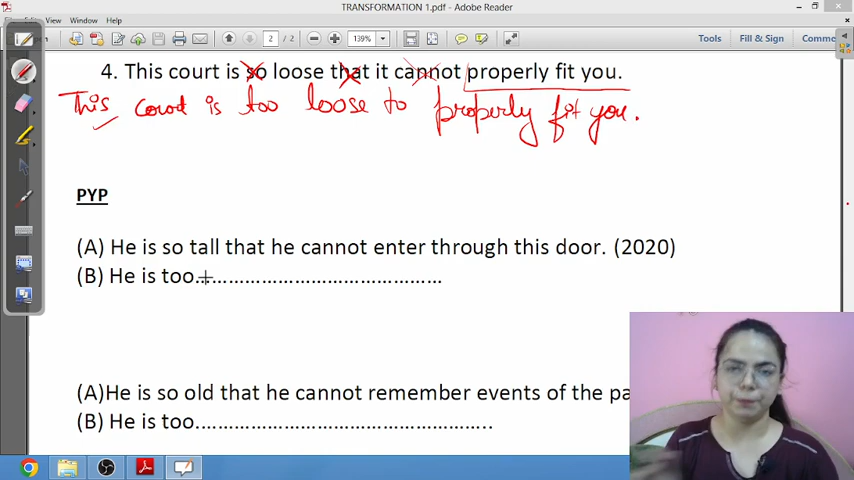 TRANSFORMATION 1.pdf - Adobe Reader
Edit View Window Help
2 / 2 139% Tools Fill & Sign Comme
4. This court is so loose that it cannot properly fit you.
This court is too loose to properly fit you.
PYP
(A) He is so tall that he cannot enter through this door. (2020)
(B) He is too......................................
(A)He is so old that he cannot remember events of the pa
(B) He is too..............................................